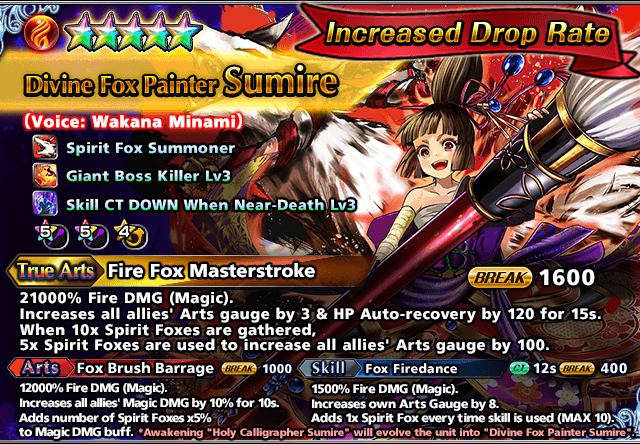 Increased Drop Rate
Divine Fox Painter Sumire
(Voice: Wakana Minami)
Spirit Fox Summoner
Giant Boss Killer Lv3
Skill CT DOWN When Near-Death Lv3
5 5 4
True Arts Fire Fox Masterstroke BREAK 1600
21000% Fire DMG (Magic).
Increases all allies' Arts gauge by 3 & HP Auto-recovery by 120 for 15s.
When 10x Spirit Foxes are gathered,
5x Spirit Foxes are used to increase all allies' Arts gauge by 100.
Arts Fox Brush Barrage BREAK 1000
12000% Fire DMG (Magic).
Increases all allies' Magic DMG by 10% for 10s.
Adds number of Spirit Foxes x5%
to Magic DMG buff.
Skill Fox Firedance CT 12s BREAK 400
1500% Fire DMG (Magic).
Increases own Arts Gauge by 8.
Adds 1x Spirit Fox every time skill is used (MAX 10).
*Awakening "Holy Calligrapher Sumire" will evolve the unit into "Divine Fox Painter Sumire"